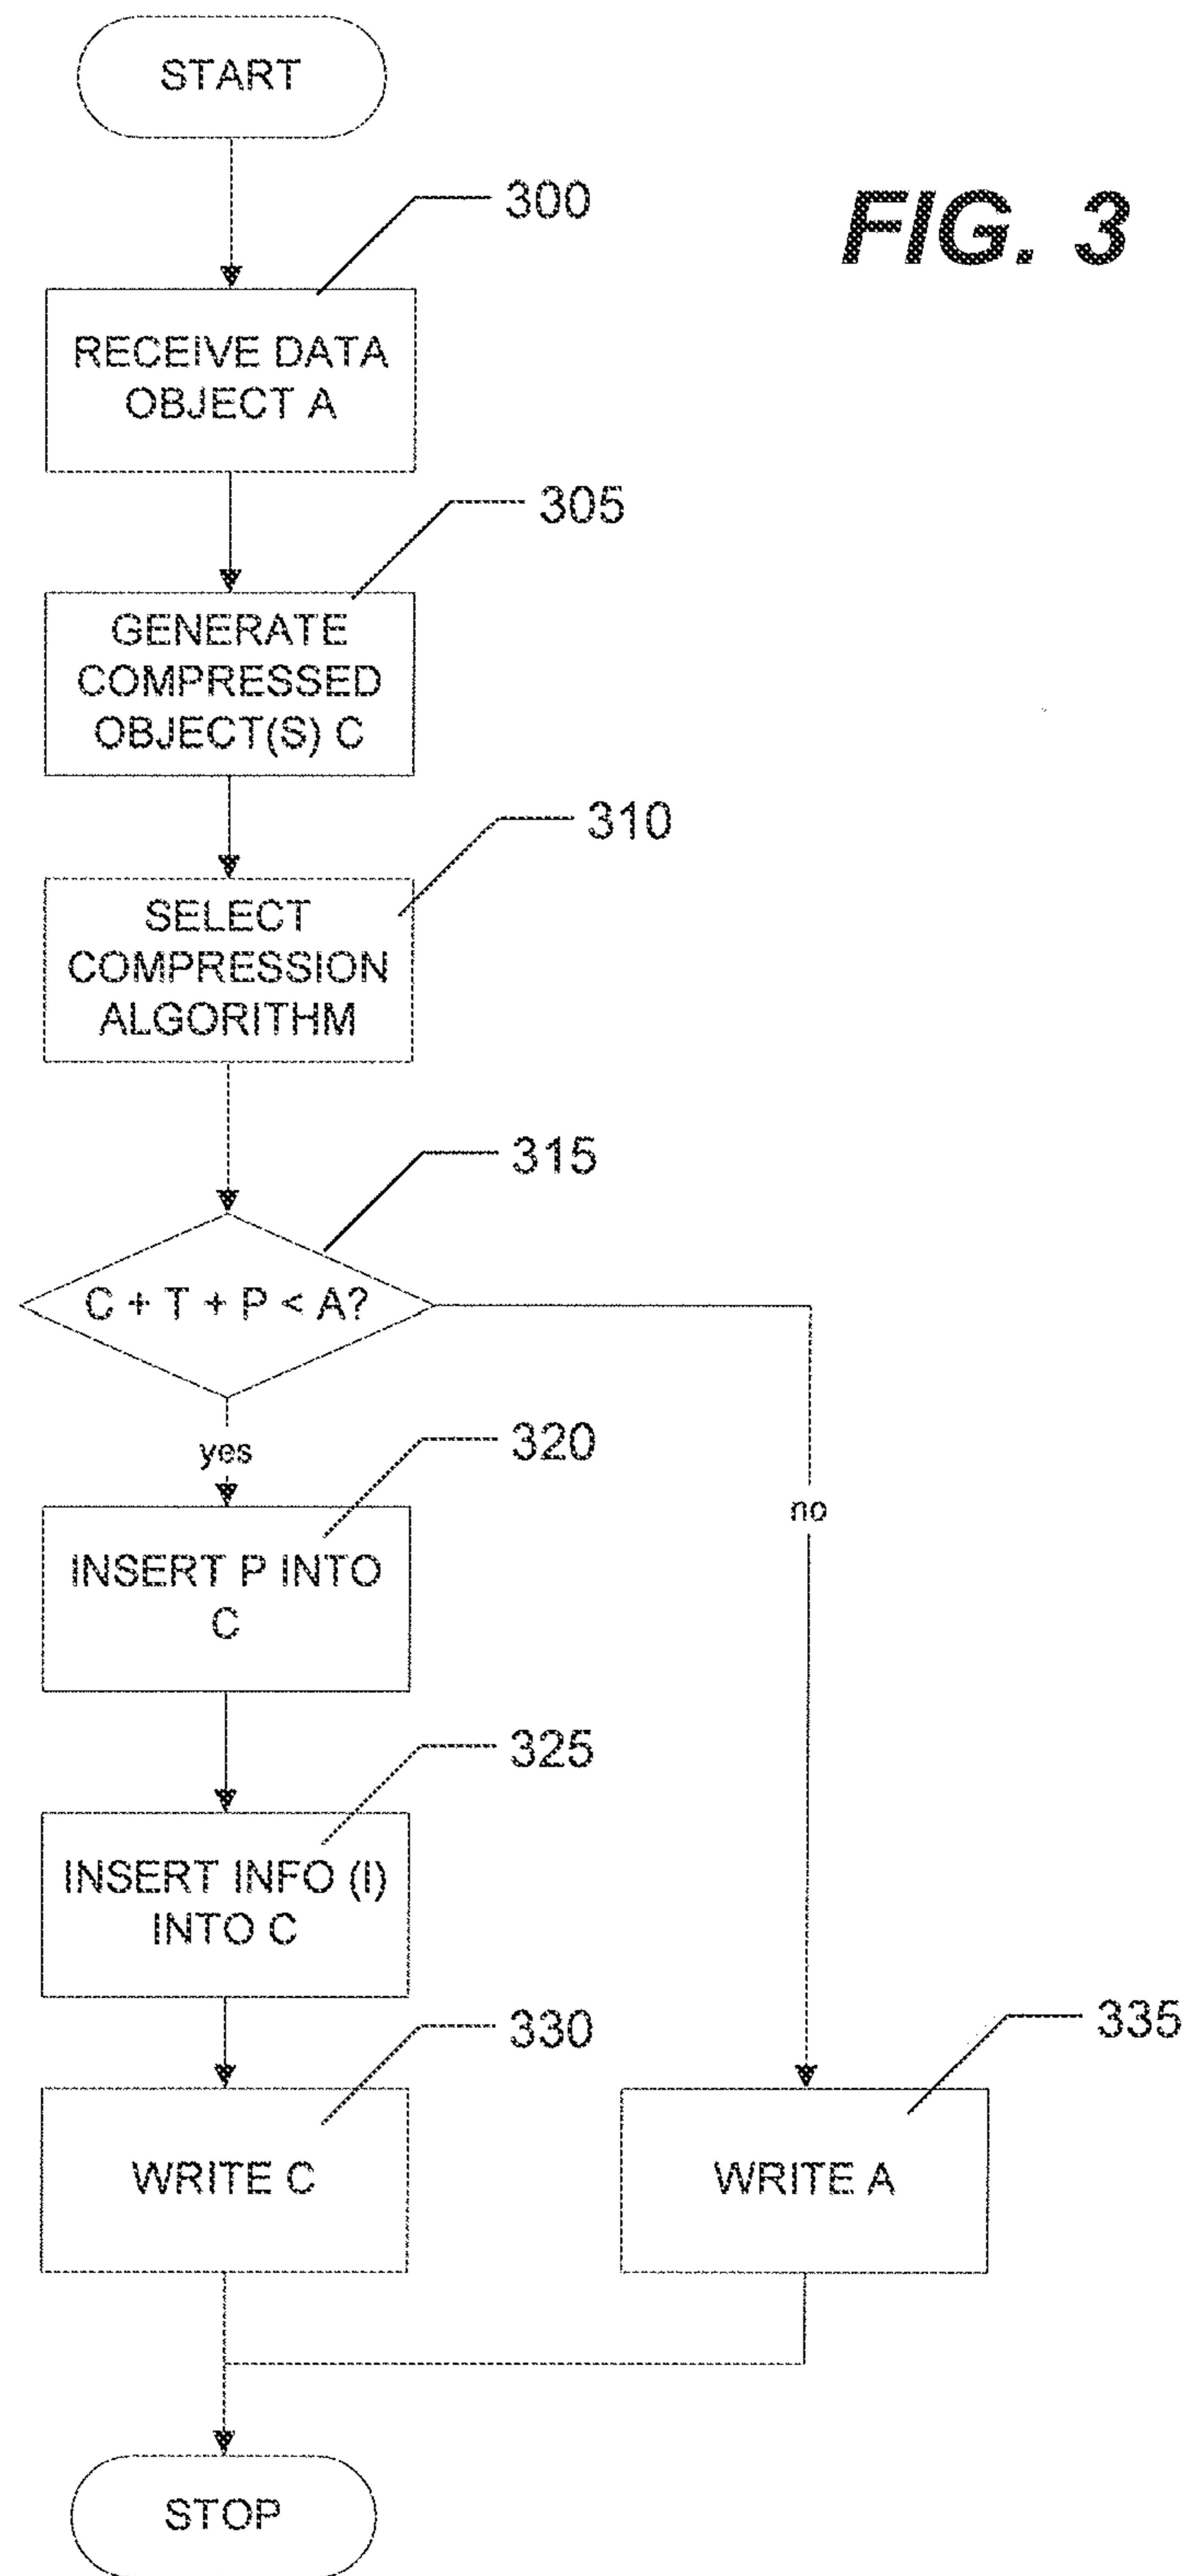 START
300
FIG. 3
RECEIVE DATA
OBJECT A
305
GENERATE
COMPRESSED
OBJECT(S) C
310
SELECT
COMPRESSION
ALGORITHM
315
C + T + P < A?
yes
320
no
INSERT P INTO
C
325
INSERT INFO (I)
INTO C
330
335
WRITE C
WRITE A
STOP